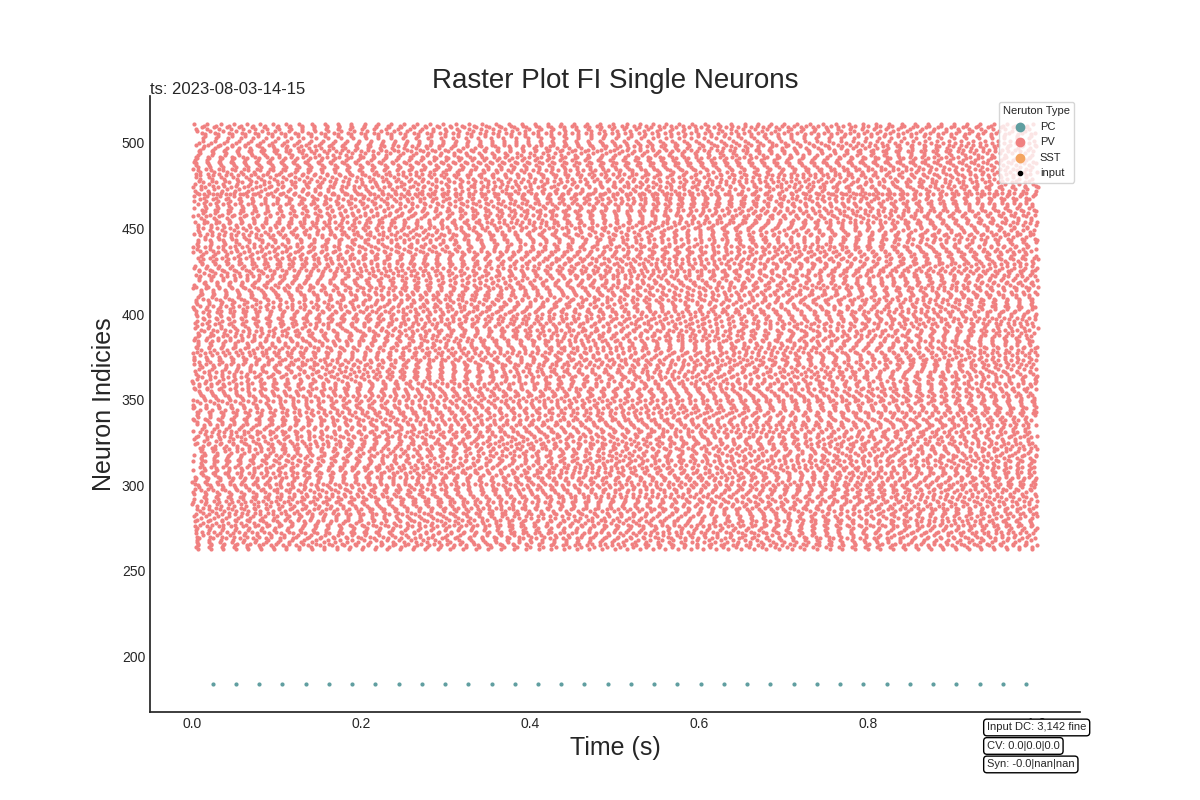 Raster Plot FI Single Neurons
ts: 2023-08-03-14-15
Neruton Type
PC
PV
SST
input
Neuron Indicies
500
450
400
350
300
250
200
0.0 0.2 0.4 0.6 0.8
Time (s)
Input DC: 3,142 fine
CV: 0.0|0.0|0.0
Syn: -0.0|nan|nan